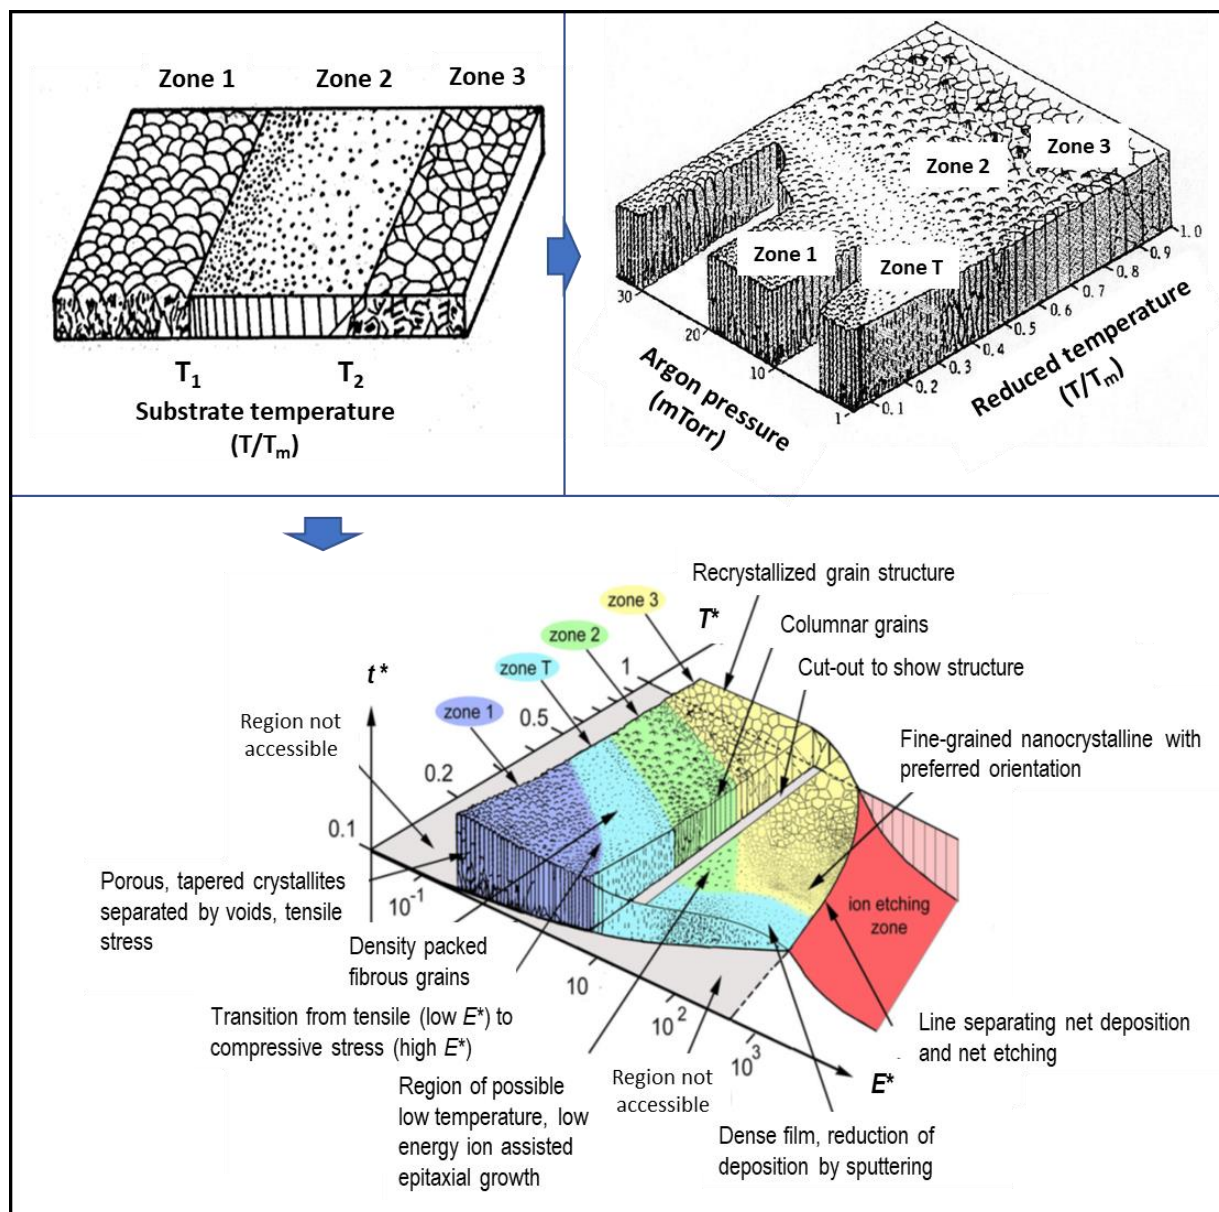 Zone 1
Zone 2
Zone 3
T1
T2
Substrate temperature
(T/Tm)
Zone 1
Zone T
Zone 2
Zone 3
30
20
10
1
0.1
0.2
0.3
0.4
0.5
0.6
0.7
0.8
0.9
1.0
Argon pressure
(mTorr)
Reduced temperature
(T/Tm)
Recrystallized grain structure
Columnar grains
Cut-out to show structure
Fine-grained nanocrystalline with
preferred orientation
zone 3
zone 2
zone T
zone 1
T*
t*
1
0.5
0.2
0.1
Region not
accessible
Porous, tapered crystallites
separated by voids, tensile
stress
10-1
10
102
103
E*
ion etching
zone
Density packed
fibrous grains
Transition from tensile (low E*) to
compressive stress (high E*)
Region of possible
low temperature, low
energy ion assisted
epitaxial growth
Region not
accessible
Line separating net deposition
and net etching
Dense film, reduction of
deposition by sputtering